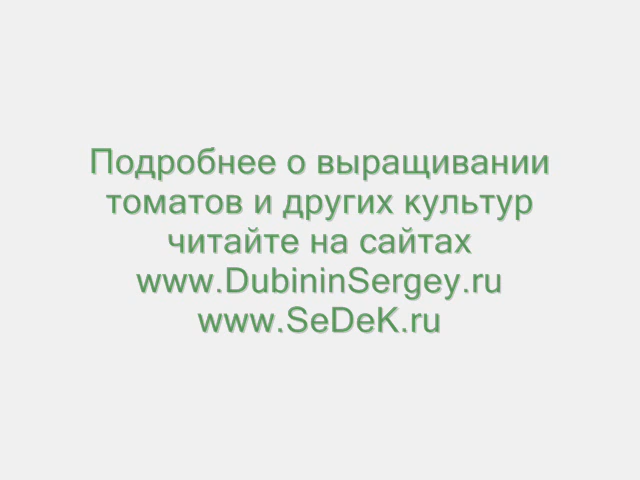 Подробнее о выращивании
томатов и других культур
читайте на сайтах
www.DubininSergey.ru
www.SeDeK.ru